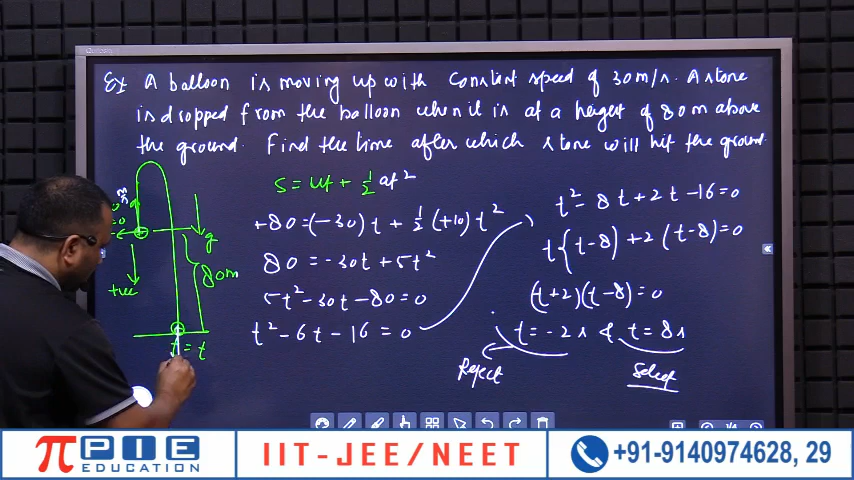 Ex A balloon is moving up with constant speed of 30 m/s. A stone
is dropped from the balloon when it is at a height of 80 m above
the ground. Find the time after which stone will hit the ground.
S = ut + 1/2 at²
+80 = (-30)t + 1/2 (+10) t²
80 = -30t + 5t²
5t² - 30t - 80 = 0
t² - 6t - 16 = 0
t² = 8t + 2t - 16 = 0
t{t-8) + 2(t-8) = 0
(t+2)(t-8) = 0
t = -2s & t = 8s
Reject
Select
g
80m
+ve
t = t
π PIE EDUCATION
IIT-JEE/NEET
+91-9140974628, 29